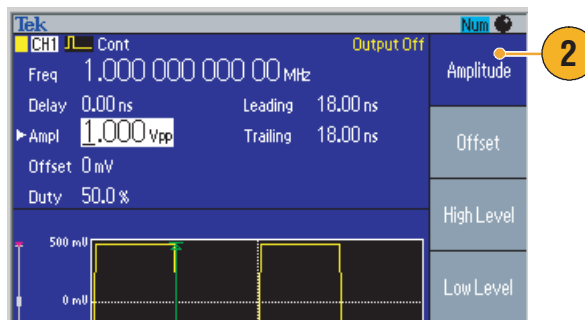 Tek Num
CH1 Cont Output Off
Freq 1.000 000 000 00 MHz
Delay 0.00 ns Leading 18.00 ns
Ampl 1.000 Vpp Trailing 18.00 ns
Offset 0 mV
Duty 50.0 %
500 mV
0 mV
Amplitude
2
Offset
High Level
Low Level